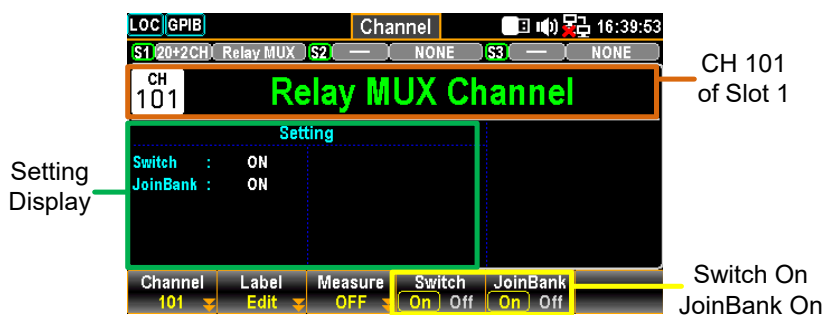 LOC GPIB Channel 16:39:53
S1 20+2CH Relay MUX S2 — NONE S3 — NONE
CH
101
Relay MUX Channel
CH 101
of Slot 1
Setting
Switch : ON
JoinBank : ON
Setting
Display
Channel Label Measure Switch JoinBank
101 Edit OFF On Off On Off
Switch On
JoinBank On